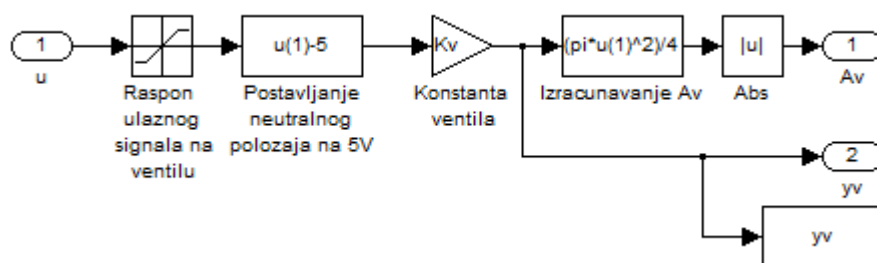 1
u
Raspon
ulaznog
signala na
ventilu
u(1)-5
Postavljanje
neutralnog
polozaja na 5V
Kv
Konstanta
ventila
(pi*u(1)^2)/4
Izracunavanje Av
|u|
Abs
1
Av
2
yv
yv